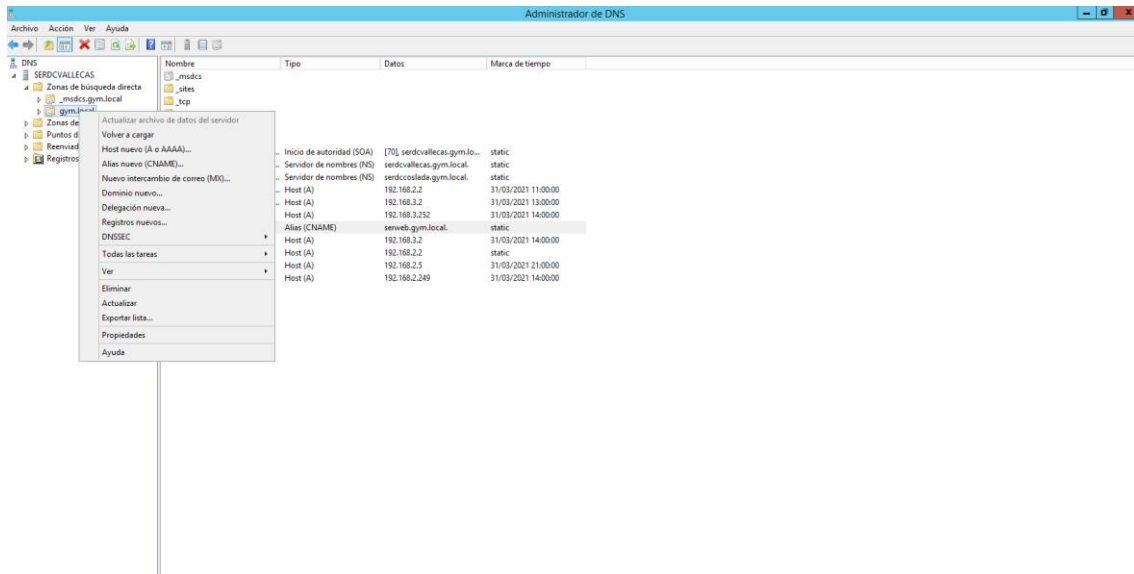 Administrador de DNS
Archivo Acción Ver Ayuda
DNS
SERDCVALLECAS
Zonas de búsqueda directa
_msdcs.gym.local
gym.local
Zonas de
Puntos d
Reenviad
Registros
Actualizar archivo de datos del servidor
Volver a cargar
Host nuevo (A o AAAA)...
Alias nuevo (CNAME)...
Nuevo intercambio de correo (MX)...
Dominio nuevo...
Delegación nueva...
Registros nuevos...
DNSSEC
Todas las tareas
Ver
Eliminar
Actualizar
Exportar lista...
Propiedades
Ayuda
Nombre Tipo Datos Marca de tiempo
_msdcs
_sites
_tcp
Inicio de autoridad (SOA) [70], serdcvallecas.gym.lo... static
Servidor de nombres (NS) serdcvallecas.gym.local. static
Servidor de nombres (NS) serdccoslada.gym.local. static
Host (A) 192.168.2.2 31/03/2021 11:00:00
Host (A) 192.168.3.2 31/03/2021 13:00:00
Host (A) 192.168.3.252 31/03/2021 14:00:00
Alias (CNAME) serweb.gym.local. static
Host (A) 192.168.3.2 31/03/2021 14:00:00
Host (A) 192.168.2.2 static
Host (A) 192.168.2.5 31/03/2021 21:00:00
Host (A) 192.168.2.249 31/03/2021 14:00:00